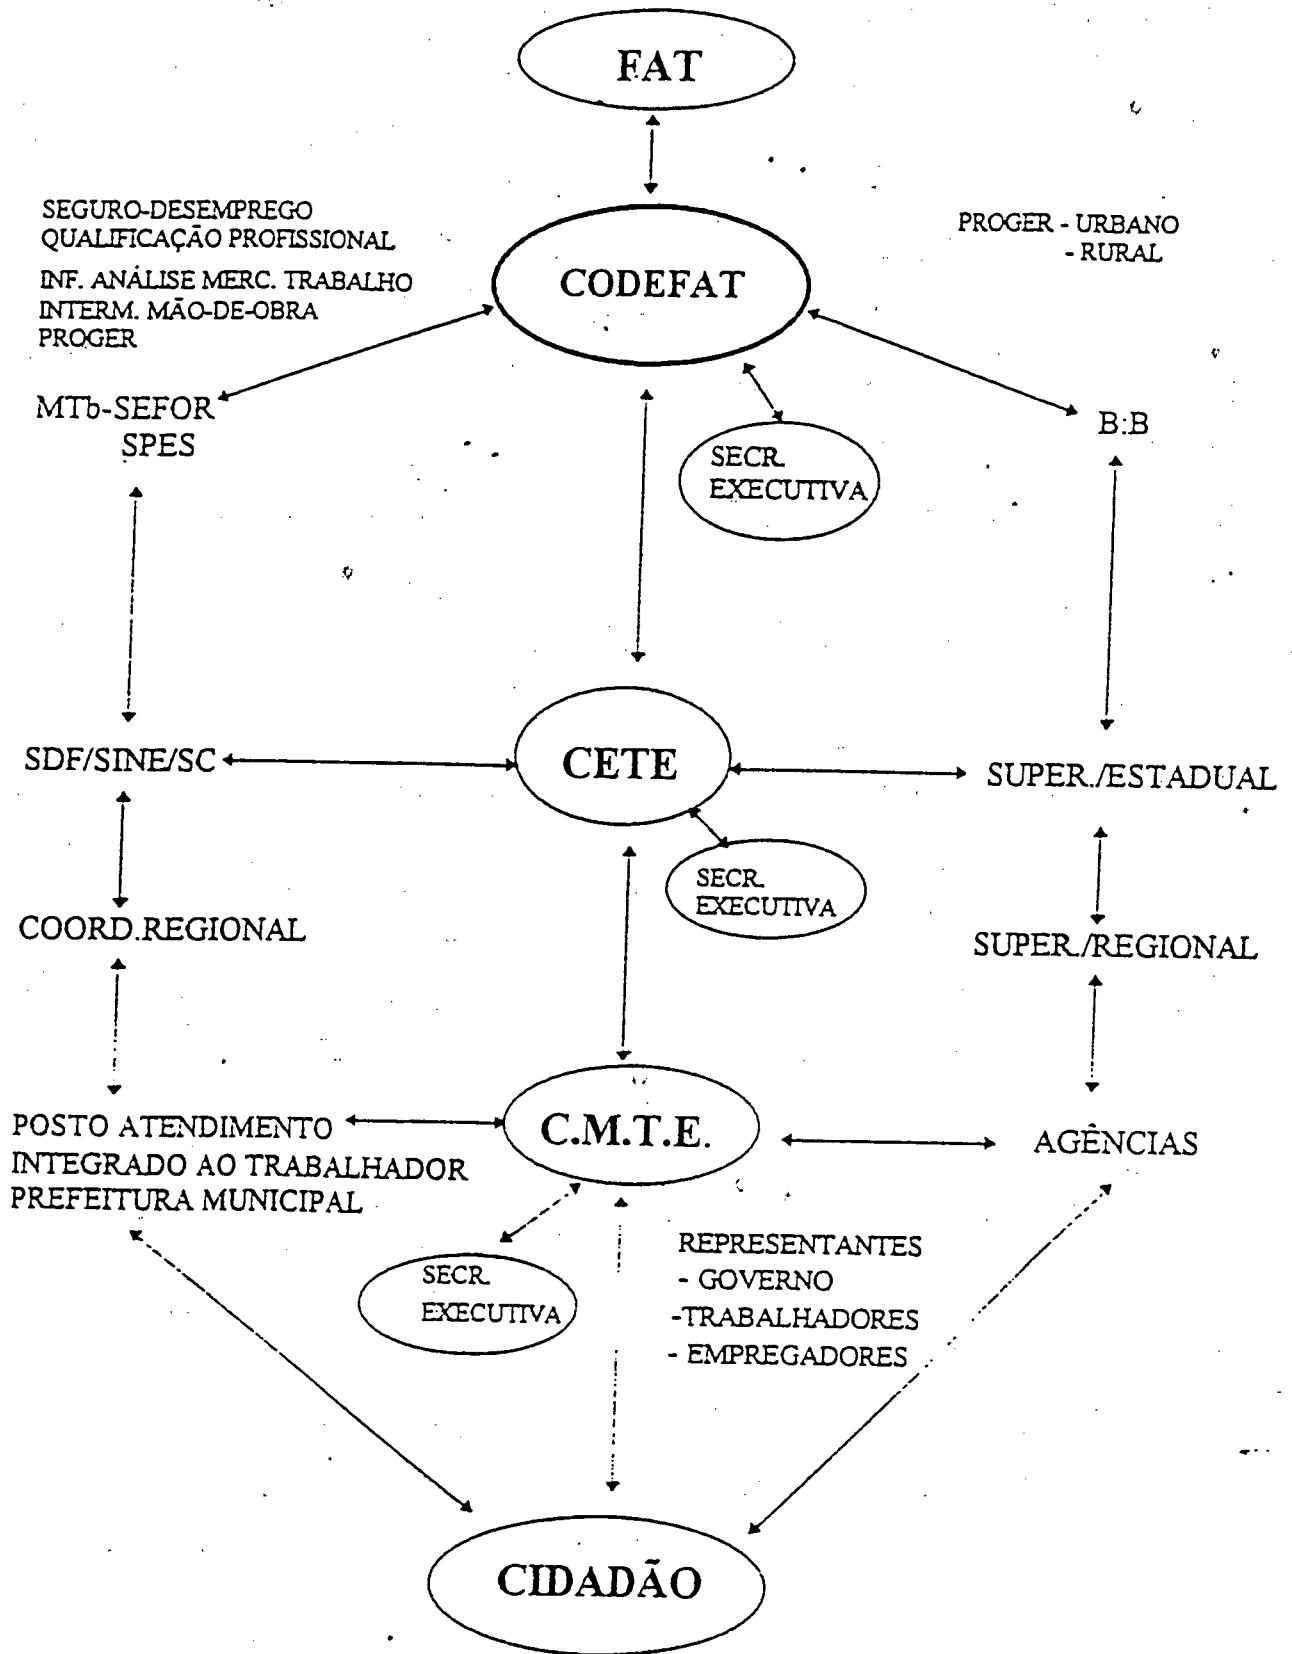 FAT
SEGURO-DESEMPREGO
QUALIFICAÇÃO PROFISSIONAL
INF. ANÁLISE MERC. TRABALHO
INTERM. MÃO-DE-OBRA
PROGER
CODEFAT
PROGER - URBANO
- RURAL
MTb-SEFOR
SPES
SECR.
EXECUTIVA
B:B
SDF/SINE/SC
CETE
SUPER./ESTADUAL
SECR.
EXECUTIVA
COORD.REGIONAL
SUPER./REGIONAL
POSTO ATENDIMENTO
INTEGRADO AO TRABALHADOR
PREFEITURA MUNICIPAL
C.M.T.E.
AGÊNCIAS
SECR.
EXECUTIVA
REPRESENTANTES
- GOVERNO
-TRABALHADORES
- EMPREGADORES
CIDADÃO